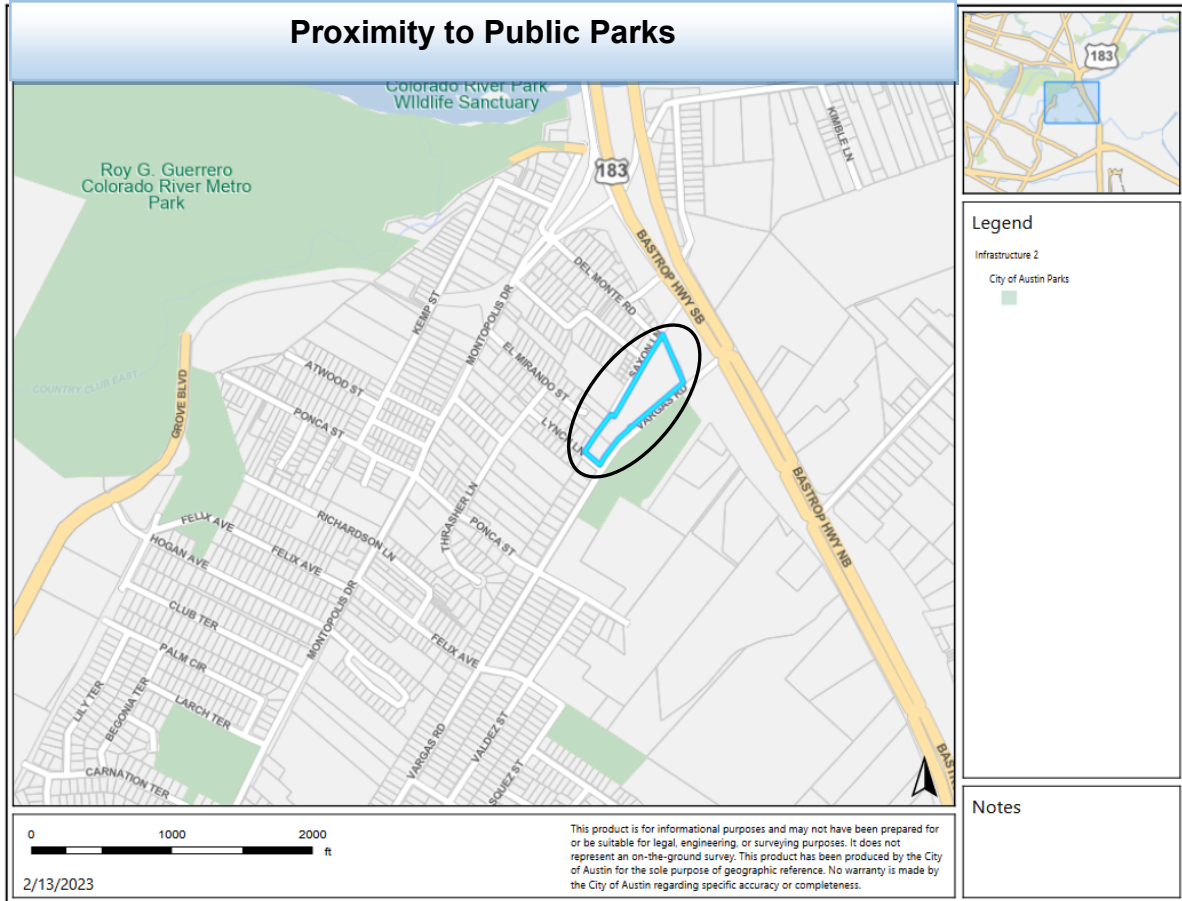 Proximity to Public Parks
Colorado River Park
WIldlife Sanctuary
Roy G. Guerrero
Colorado River Metro
Park
183
KIMBLE LN
BASTROP HWY SB
DEL MONTE RD
KEMP ST
MONTOPOLIS DR
EL MIRANDO ST
SAXON LN
VARGAS RD
LYNCH LN
ATWOOD ST
PONCA ST
COUNTRY CLUB EAST
GROVE BLVD
THRASHER LN
PONCA ST
RICHARDSON LN
FELIX AVE
FELIX AVE
HOGAN AVE
CLUB TER
MONTOPOLIS DR
FELIX AVE
PALM CIR
LILY TER
BEGONIA TER
LARCH TER
CARNATION TER
VARGAS RD
VALDEZ ST
SQUEZ ST
BASTROP HWY NB
BASTR
183
Legend
Infrastructure 2
City of Austin Parks
Notes
0 1000 2000
ft
2/13/2023
This product is for informational purposes and may not have been prepared for
or be suitable for legal, engineering, or surveying purposes. It does not
represent an on-the-ground survey. This product has been produced by the City
of Austin for the sole purpose of geographic reference. No warranty is made by
the City of Austin regarding specific accuracy or completeness.